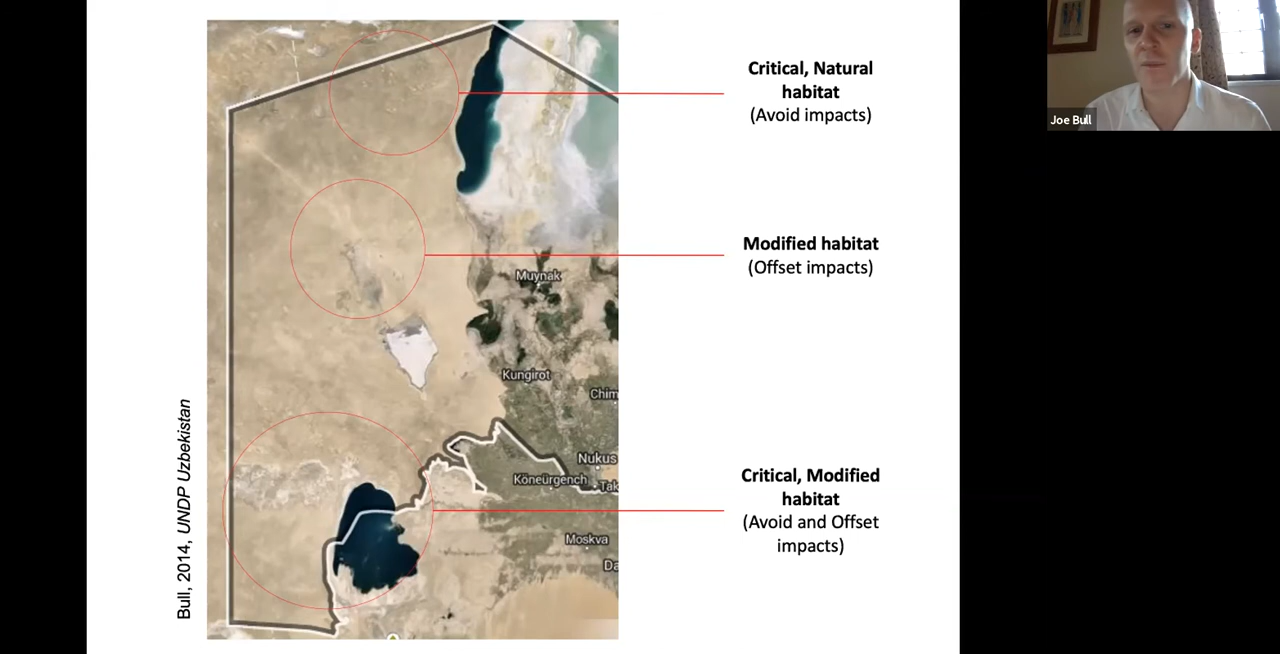 Critical, Natural
habitat
(Avoid impacts)
Joe Bull
Modified habitat
(Offset impacts)
Muynak
Kungirot
Chim
Critical, Modified
habitat
(Avoid and Offset
impacts)
Nukus
Köneürgench
Tak
Moskva
Da
Bull, 2014, UNDP Uzbekistan